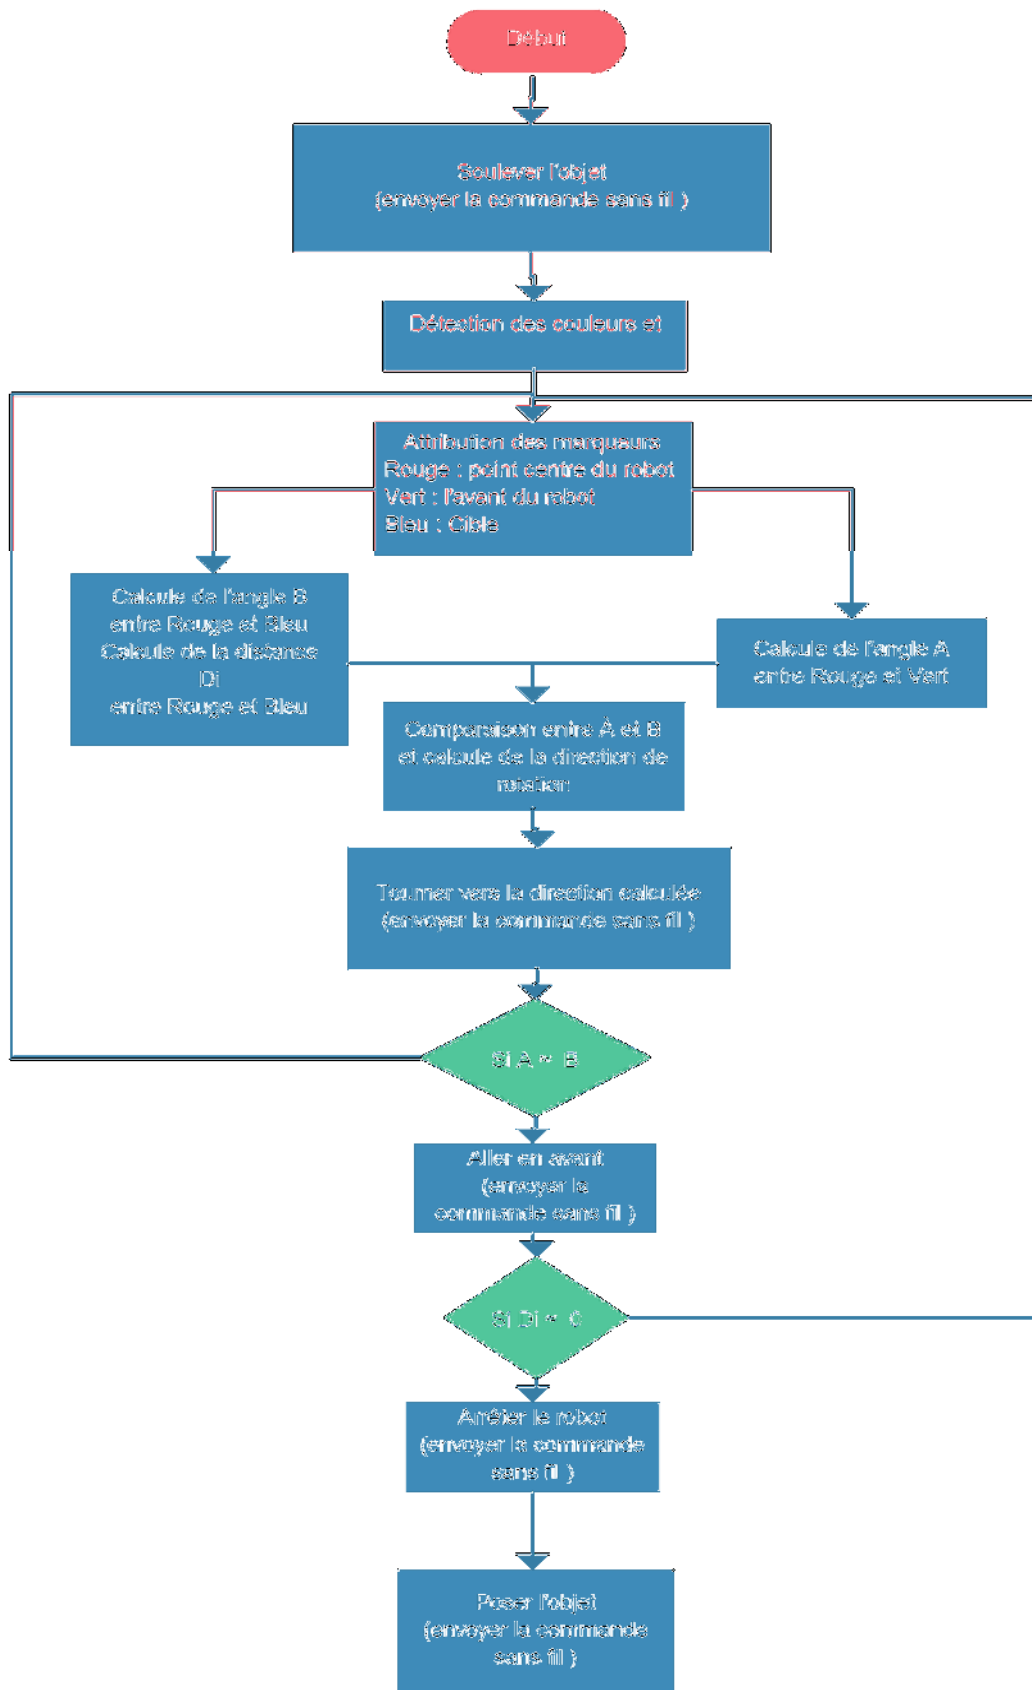 Début
Soulever l'objet
(envoyer la commande sans fil )
Détection des couleurs et
Attribution des marqueurs
Rouge : point centre du robot
Vert : l'avant du robot
Bleu : Cible
Calcule de l'angle B
entre Rouge et Bleu
Calcule de la distance
Di
entre Rouge et Bleu
Calcule de l'angle A
entre Rouge et Vert
Comparaison entre A et B
et calcule de la direction de
rotation
Tourner vers la direction calculée
(envoyer la commande sans fil )
Si A ≈ B
Aller en avant
(envoyer la
commande sans fil )
Si Di ≈ 0
Arrêter le robot
(envoyer la commande
sans fil )
Poser l'objet
(envoyer la commande
sans fil )